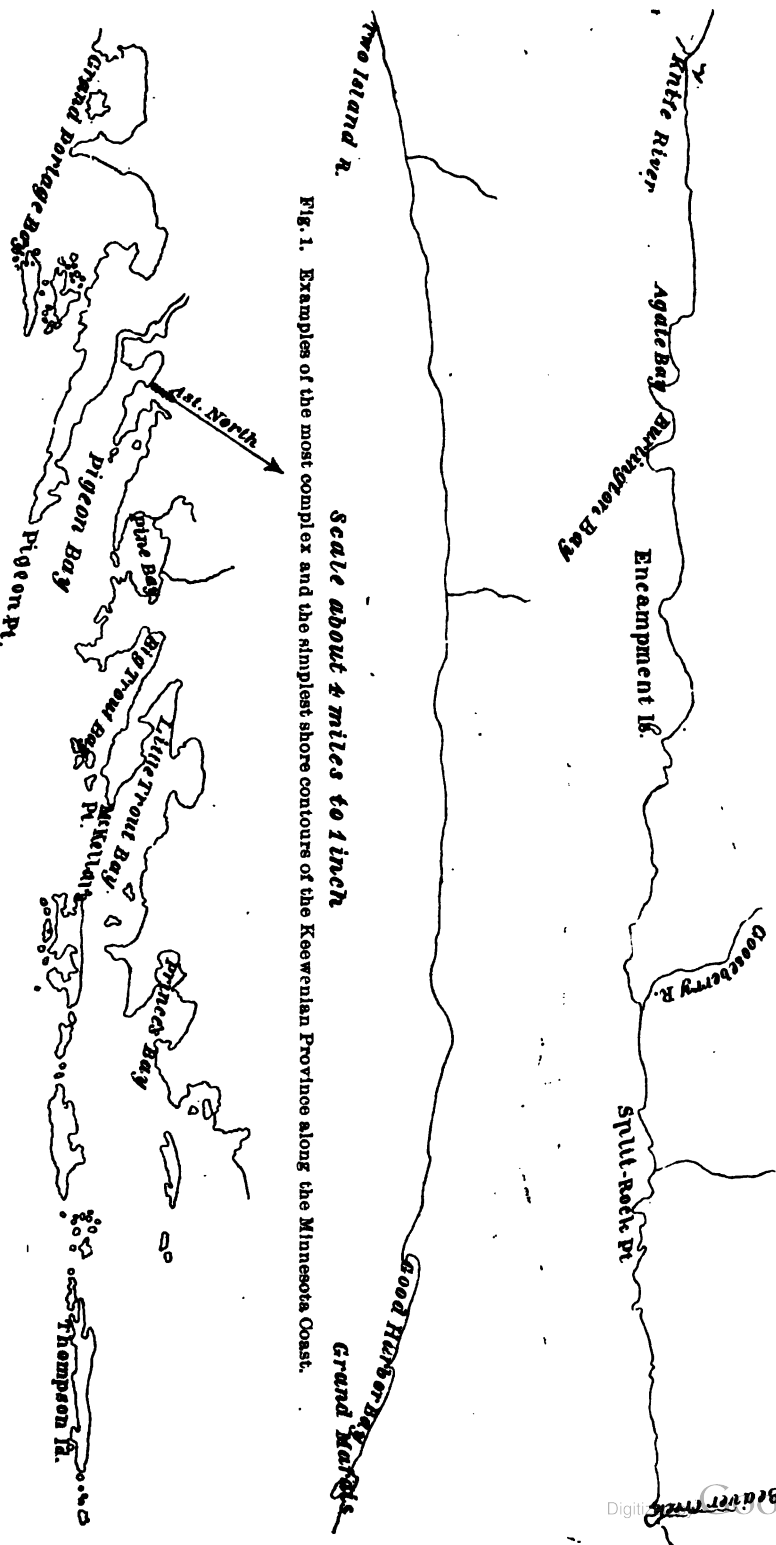 Knife River
Agate Bay
Burlington Bay
Encampment Is.
Gooseberry R.
Split-Rock Pt
Two Island R.
Scale about 4 miles to 1 inch
Good Harbor Bay
Grand Marais
Fig. 1. Examples of the most complex and the simplest shore contours of the Keewenian Province along the Minnesota Coast.
Grand Portage Bay
Ast. North
Pigeon Bay
Pigeon Pt.
Pine Bay
Big Trout Bay
Little Trout Bay
McKellar's
Pt.
Princes Bay
Thompson Id.